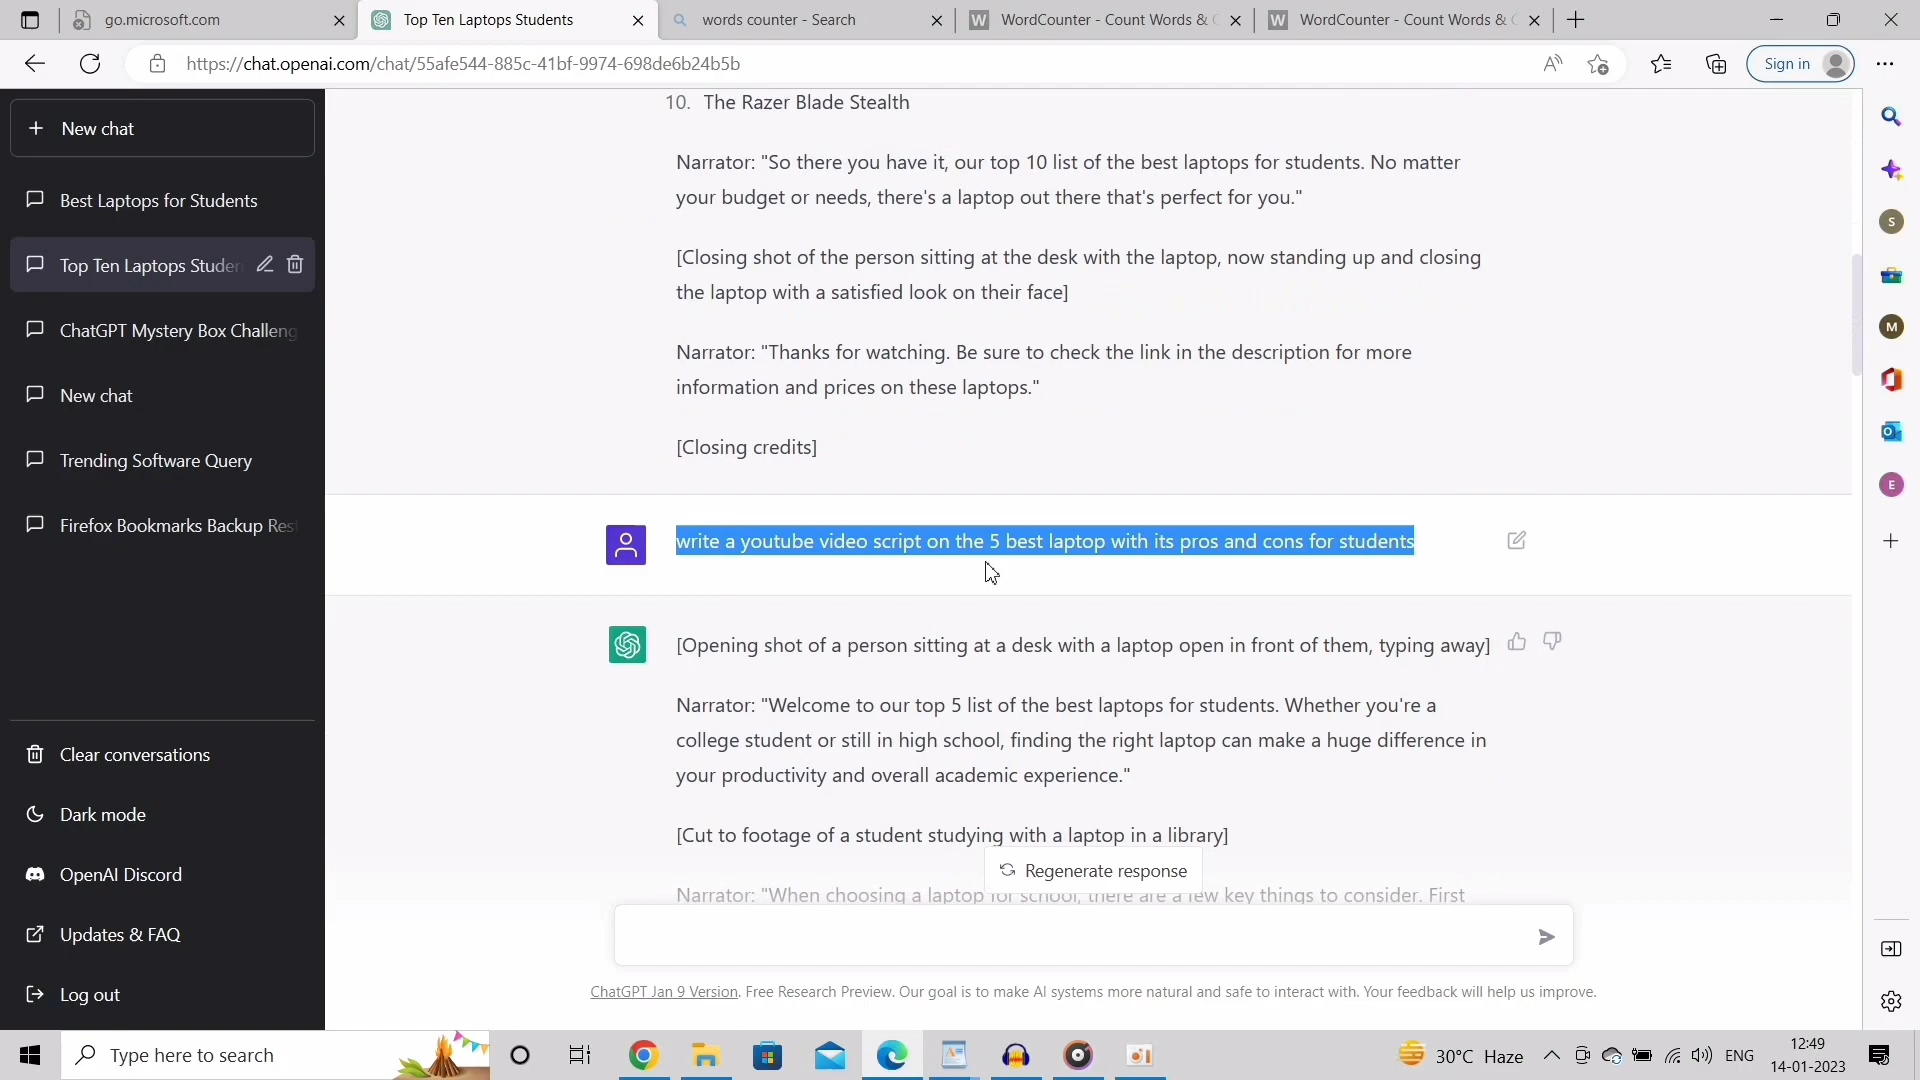 go.microsoft.com
Top Ten Laptops Students
words counter - Search
WordCounter - Count Words &
WordCounter - Count Words &
https://chat.openai.com/chat/55afe544-885c-41bf-9974-698de6b24b5b
Sign in
New chat
Best Laptops for Students
Top Ten Laptops Studen
ChatGPT Mystery Box Challeng
New chat
Trending Software Query
Firefox Bookmarks Backup Rest
Clear conversations
Dark mode
OpenAI Discord
Updates & FAQ
Log out
10. The Razer Blade Stealth
Narrator: "So there you have it, our top 10 list of the best laptops for students. No matter
your budget or needs, there's a laptop out there that's perfect for you."
[Closing shot of the person sitting at the desk with the laptop, now standing up and closing
the laptop with a satisfied look on their face]
Narrator: "Thanks for watching. Be sure to check the link in the description for more
information and prices on these laptops."
[Closing credits]
write a youtube video script on the 5 best laptop with its pros and cons for students
[Opening shot of a person sitting at a desk with a laptop open in front of them, typing away]
Narrator: "Welcome to our top 5 list of the best laptops for students. Whether you're a
college student or still in high school, finding the right laptop can make a huge difference in
your productivity and overall academic experience."
[Cut to footage of a student studying with a laptop in a library]
Regenerate response
Narrator: "When choosing a laptop for school, there are a few key things to consider. First
ChatGPT Jan 9 Version. Free Research Preview. Our goal is to make AI systems more natural and safe to interact with. Your feedback will help us improve.
S
M
E
Type here to search
30°C Haze
ENG
12:49
14-01-2023